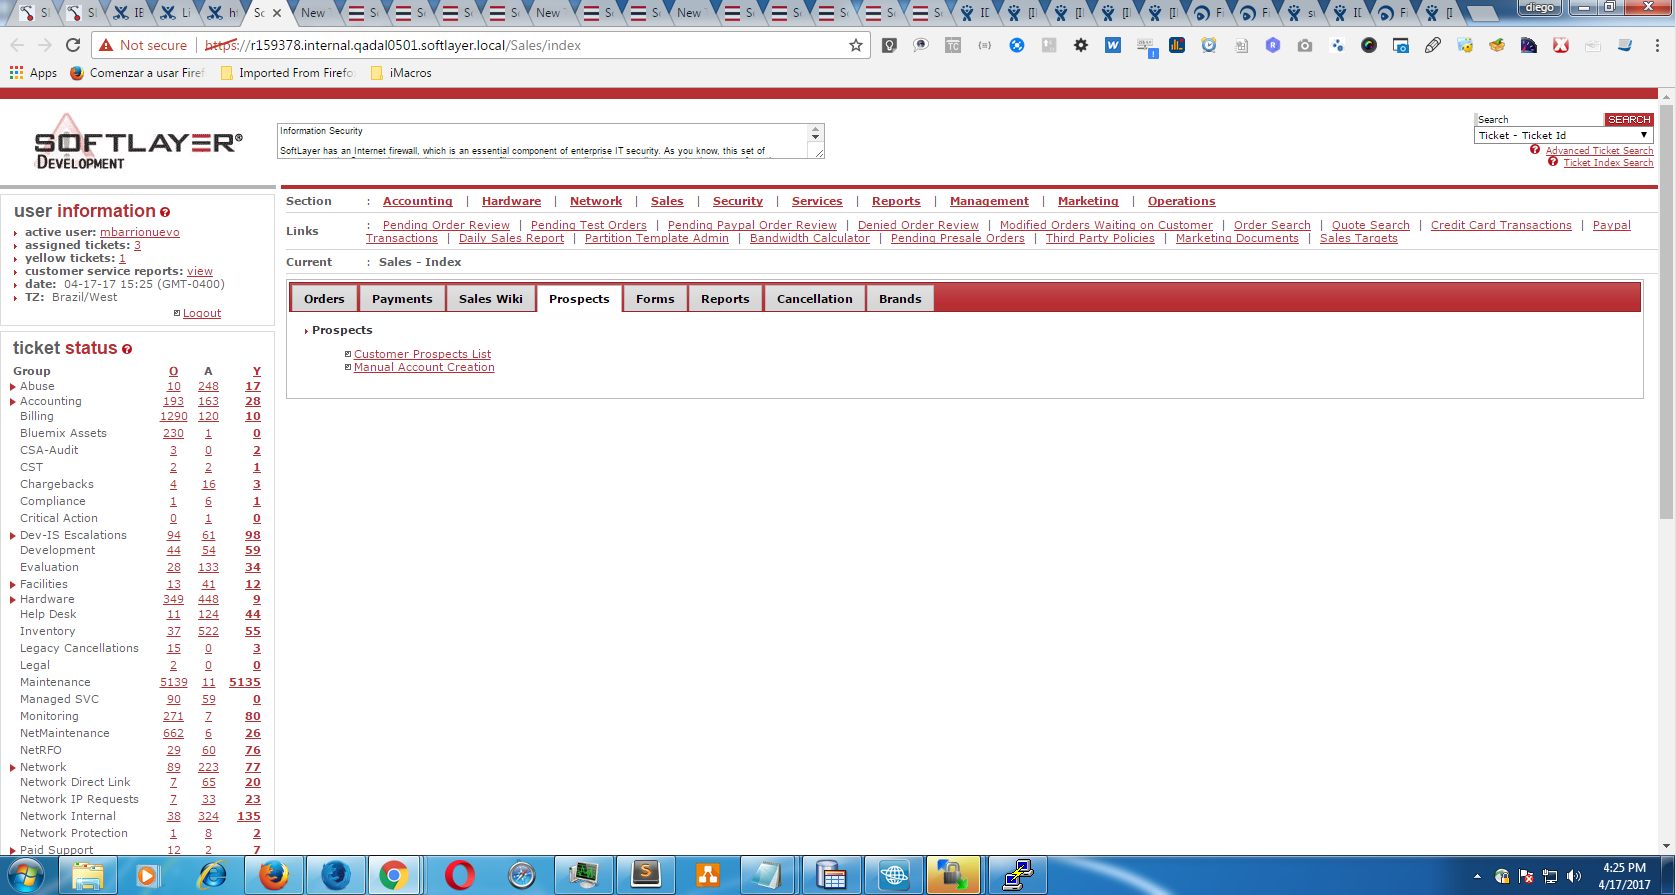 diego
Not secure
https://r159378.internal.qadal0501.softlayer.local/Sales/index
Apps
Comenzar a usar Firef
Imported From Firefo
iMacros
SOFTLAYER®
DEVELOPMENT
Information Security
SoftLayer has an Internet firewall, which is an essential component of enterprise IT security. As you know, this set of
Search SEARCH
Ticket - Ticket Id
Advanced Ticket Search
Ticket Index Search
user information
active user: mbarrionuevo
assigned tickets: 3
yellow tickets: 1
customer service reports: view
date: 04-17-17 15:25 (GMT-0400)
TZ: Brazil/West
Logout
Section : Accounting | Hardware | Network | Sales | Security | Services | Reports | Management | Marketing | Operations
Links : Pending Order Review | Pending Test Orders | Pending Paypal Order Review | Denied Order Review | Modified Orders Waiting on Customer | Order Search | Quote Search | Credit Card Transactions | Paypal
Transactions | Daily Sales Report | Partition Template Admin | Bandwidth Calculator | Pending Presale Orders | Third Party Policies | Marketing Documents | Sales Targets
Current : Sales - Index
Orders Payments Sales Wiki Prospects Forms Reports Cancellation Brands
Prospects
Customer Prospects List
Manual Account Creation
ticket status
Group O A Y
Abuse 10 248 17
Accounting 193 163 28
Billing 1290 120 10
Bluemix Assets 230 1 0
CSA-Audit 3 0 2
CST 2 2 1
Chargebacks 4 16 3
Compliance 1 6 1
Critical Action 0 1 0
Dev-IS Escalations 94 61 98
Development 44 54 59
Evaluation 28 133 34
Facilities 13 41 12
Hardware 349 448 9
Help Desk 11 124 44
Inventory 37 522 55
Legacy Cancellations 15 0 3
Legal 2 0 0
Maintenance 5139 11 5135
Managed SVC 90 59 0
Monitoring 271 7 80
NetMaintenance 662 6 26
NetRFO 29 60 76
Network 89 223 77
Network Direct Link 7 65 20
Network IP Requests 7 33 23
Network Internal 38 324 135
Network Protection 1 8 2
Paid Support 12 2 7
4:25 PM
4/17/2017